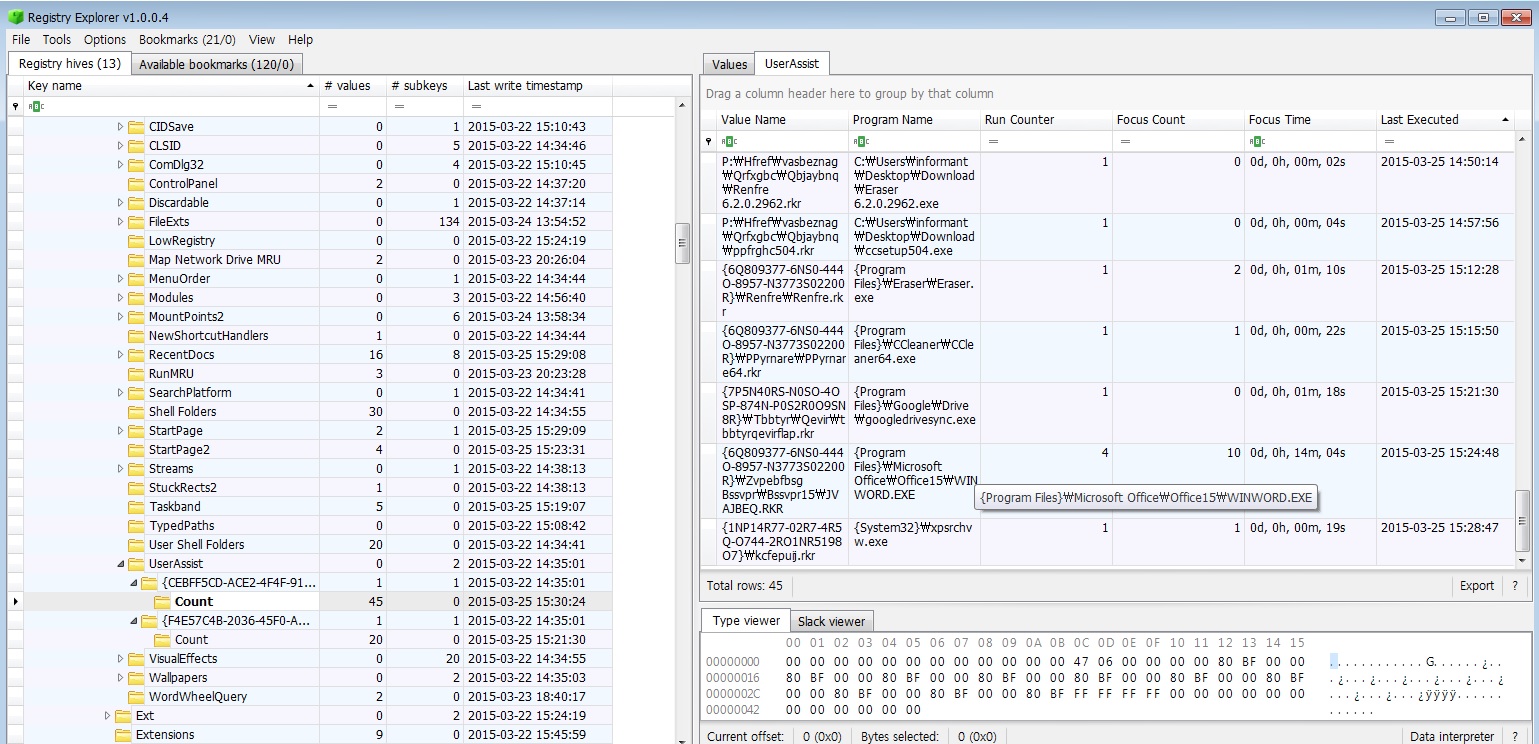 Registry Explorer v1.0.0.4
File Tools Options Bookmarks (21/0) View Help
Registry hives (13) Available bookmarks (120/0)
Key name # values # subkeys Last write timestamp
CIDSave 0 1 2015-03-22 15:10:43
CLSID 0 5 2015-03-22 14:34:46
ComDlg32 0 4 2015-03-22 15:10:45
ControlPanel 2 0 2015-03-22 14:37:20
Discardable 0 2 2015-03-22 14:37:14
FileExts 0 134 2015-03-24 13:54:52
LowRegistry 0 0 2015-03-22 15:24:19
Map Network Drive MRU 2 0 2015-03-23 20:26:04
MenuOrder 0 1 2015-03-22 14:34:44
Modules 0 3 2015-03-22 14:56:40
MountPoints2 0 6 2015-03-24 13:58:34
NewShortcutHandlers 1 0 2015-03-22 14:34:44
RecentDocs 16 8 2015-03-25 15:29:08
RunMRU 3 0 2015-03-23 20:23:28
SearchPlatform 0 1 2015-03-22 14:34:41
Shell Folders 30 0 2015-03-22 14:34:55
StartPage 2 1 2015-03-25 15:29:09
StartPage2 4 0 2015-03-25 15:23:31
Streams 0 1 2015-03-22 14:38:13
StuckRects2 1 0 2015-03-22 14:38:13
Taskband 5 0 2015-03-25 15:19:07
TypedPaths 0 0 2015-03-22 15:08:42
User Shell Folders 20 0 2015-03-22 14:34:41
UserAssist 0 2 2015-03-22 14:35:01
{CEBFF5CD-ACE2-4F4F-91... 1 1 2015-03-22 14:35:01
Count 45 0 2015-03-25 15:30:24
{F4E57C4B-2036-45F0-A... 1 1 2015-03-22 14:35:01
Count 20 0 2015-03-25 15:21:30
VisualEffects 0 20 2015-03-22 14:34:55
Wallpapers 0 2 2015-03-22 14:35:03
WordWheelQuery 2 0 2015-03-23 18:40:17
Ext 0 2 2015-03-22 15:24:19
Extensions 9 0 2015-03-22 15:45:59
Values UserAssist
Drag a column header here to group by that column
Value Name Program Name Run Counter Focus Count Focus Time Last Executed
P:₩Hfref₩vasbeznag C:₩Users₩informant 1 0 0d, 0h, 00m, 02s 2015-03-25 14:50:14
₩Qrfxgbc₩Qbjaybnq ₩Desktop₩Download
₩Renfre ₩Eraser
6.2.0.2962.rkr 6.2.0.2962.exe
P:₩Hfref₩vasbeznag C:₩Users₩informant 1 0 0d, 0h, 00m, 04s 2015-03-25 14:57:56
₩Qrfxgbc₩Qbjaybnq ₩Desktop₩Download
₩ppfrghc504.rkr ₩ccsetup504.exe
{6Q809377-6NS0-444 {Program 1 2 0d, 0h, 01m, 10s 2015-03-25 15:12:28
O-8957-N3773S02200 Files}₩Eraser₩Eraser.
R}₩Renfre₩Renfre.rk exe
r
{6Q809377-6NS0-444 {Program 1 1 0d, 0h, 00m, 22s 2015-03-25 15:15:50
O-8957-N3773S02200 Files}₩CCleaner₩CCle
R}₩PPyrnare₩PPyrnar aner64.exe
e64.rkr
{7P5N40RS-N0SO-4O {Program 1 0 0d, 0h, 01m, 18s 2015-03-25 15:21:30
SP-874N-P0S2R0O9SN Files}₩Google₩Drive
8R}₩Tbbtyr₩Qevir₩t ₩googledrivesync.exe
bbtyrqevirflap.rkr
{6Q809377-6NS0-444 {Program 4 10 0d, 0h, 14m, 04s 2015-03-25 15:24:48
O-8957-N3773S02200 Files}₩Microsoft
R}₩Zvpebfbsg Office₩Office15₩WIN
Bssvpr₩Bssvpr15₩JV WORD.EXE
AJBEQ.RKR
{Program Files}₩Microsoft Office₩Office15₩WINWORD.EXE
{1NP14R77-02R7-4R5 {System32}₩xpsrchv 1 1 0d, 0h, 00m, 19s 2015-03-25 15:28:47
Q-O744-2RO1NR5198 w.exe
O7}₩kcfepuij.rkr
Total rows: 45 Export ?
Type viewer Slack viewer
00 01 02 03 04 05 06 07 08 09 0A 0B 0C 0D 0E 0F 10 11 12 13 14 15
00000000 00 00 00 00 00 00 00 00 00 00 00 00 47 06 00 00 00 00 80 BF 00 00 ............G.....¿..
00000016 80 BF 00 00 80 BF 00 00 80 BF 00 00 80 BF 00 00 80 BF 00 00 80 BF .¿...¿...¿...¿...¿...¿
0000002C 00 00 80 BF 00 00 80 BF 00 00 80 BF FF FF FF FF 00 00 00 00 00 00 ...¿...¿...¿ÿÿÿÿ......
00000042 00 00 00 00 00 00 ......
Current offset: 0 (0x0) Bytes selected: 0 (0x0) Data interpreter ?